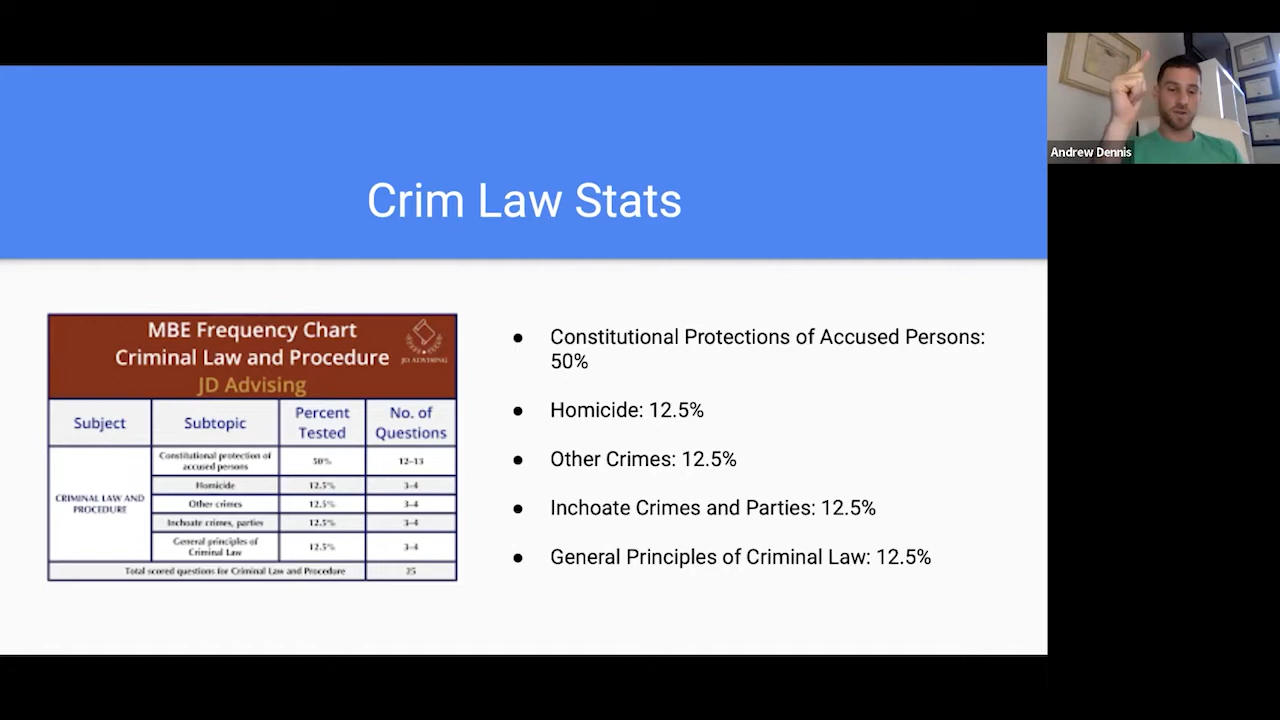 Andrew Dennis
Crim Law Stats
MBE Frequency Chart
Criminal Law and Procedure
JD ADVISING
JD Advising
Subject
Subtopic
Percent
Tested
No. of
Questions
CRIMINAL LAW AND
PROCEDURE
Constitutional protection of
accused persons
50%
12–13
Homicide
12.5%
3–4
Other crimes
12.5%
3–4
Inchoate crimes, parties
12.5%
3–4
General principles of
Criminal Law
12.5%
3–4
Total scored questions for Criminal Law and Procedure
25
● Constitutional Protections of Accused Persons:
50%
● Homicide: 12.5%
● Other Crimes: 12.5%
● Inchoate Crimes and Parties: 12.5%
● General Principles of Criminal Law: 12.5%